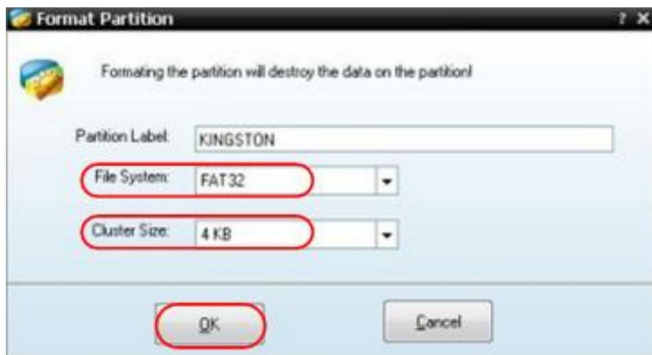 Format Partition ? ×
Formating the partition will destroy the data on the partition!
Partition Label: KINGSTON
File System: FAT32
Cluster Size: 4 KB
OK Cancel